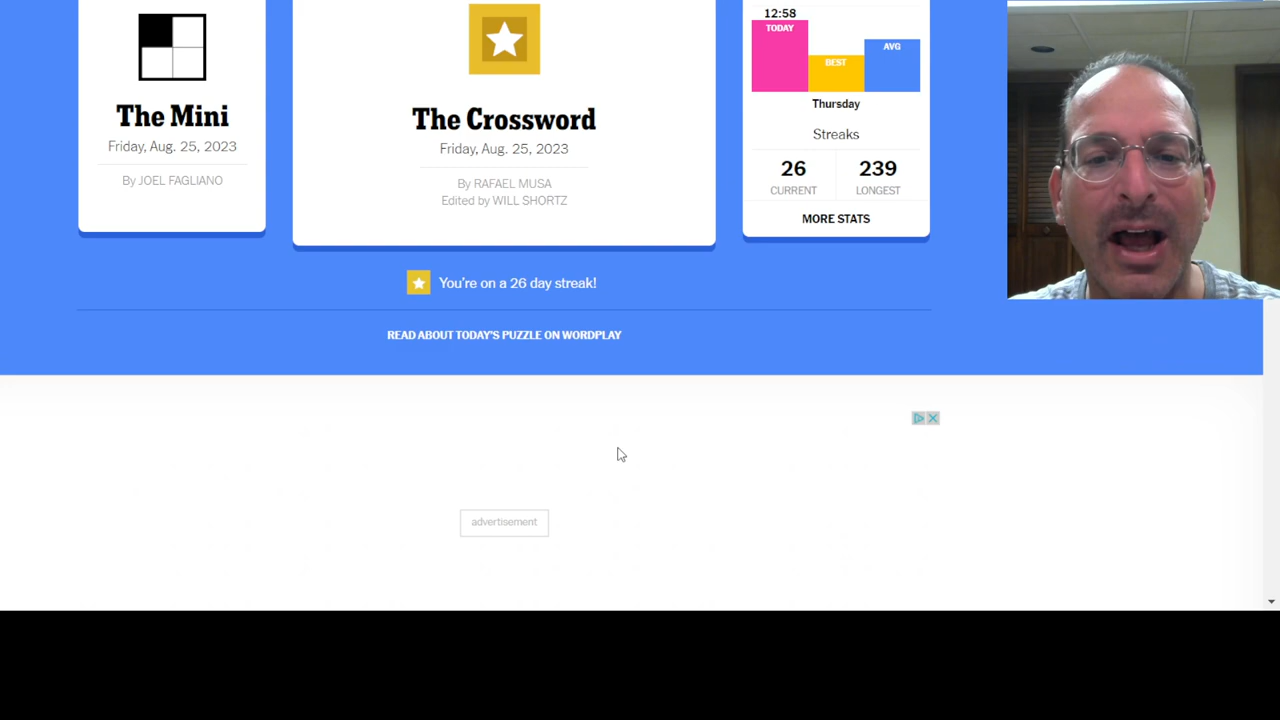 The Mini
Friday, Aug. 25, 2023
By JOEL FAGLIANO
The Crossword
Friday, Aug. 25, 2023
By RAFAEL MUSA
Edited by WILL SHORTZ
12:58
TODAY
BEST
AVG
Thursday
Streaks
26
CURRENT
239
LONGEST
MORE STATS
You're on a 26 day streak!
READ ABOUT TODAY'S PUZZLE ON WORDPLAY
advertisement